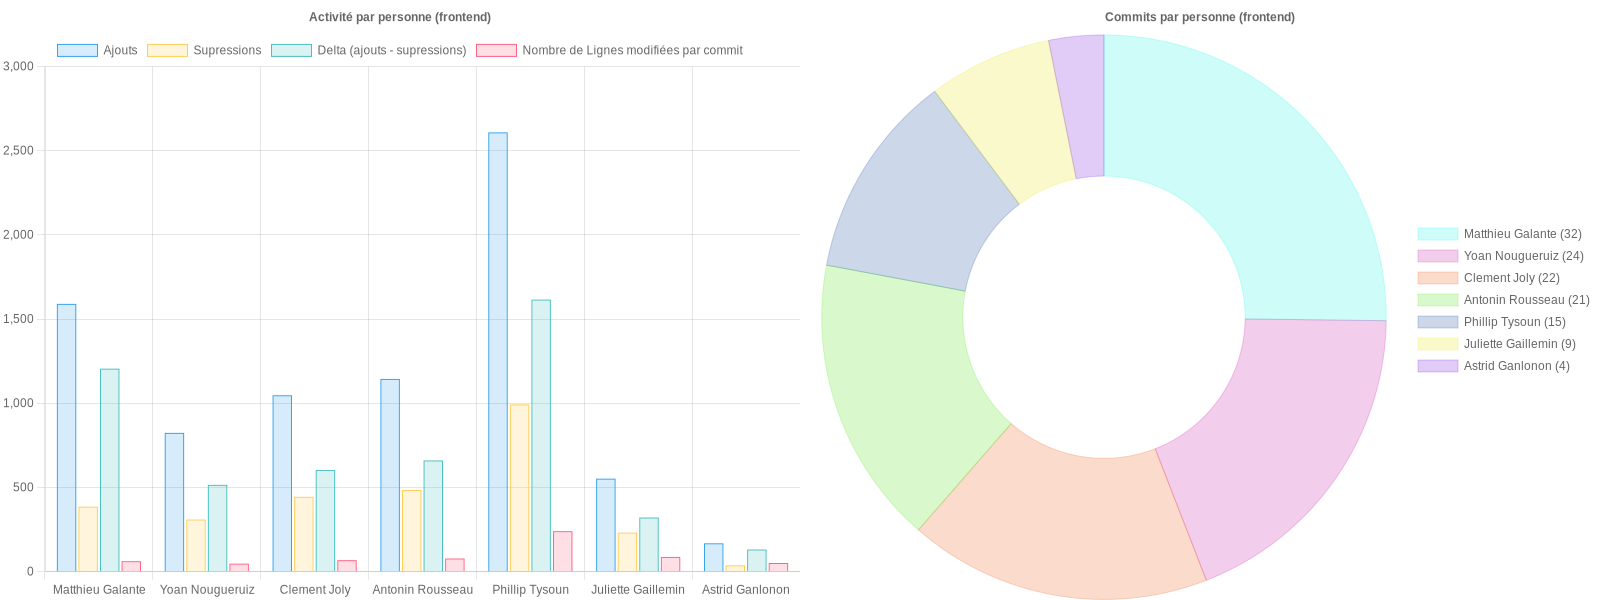 Activité par personne (frontend)
Ajouts Supressions Delta (ajouts - supressions) Nombre de Lignes modifiées par commit
3,000
2,500
2,000
1,500
1,000
500
0
Matthieu Galante Yoan Nougueruiz Clement Joly Antonin Rousseau Phillip Tysoun Juliette Gaillemin Astrid Ganlonon
Commits par personne (frontend)
Matthieu Galante (32)
Yoan Nougueruiz (24)
Clement Joly (22)
Antonin Rousseau (21)
Phillip Tysoun (15)
Juliette Gaillemin (9)
Astrid Ganlonon (4)